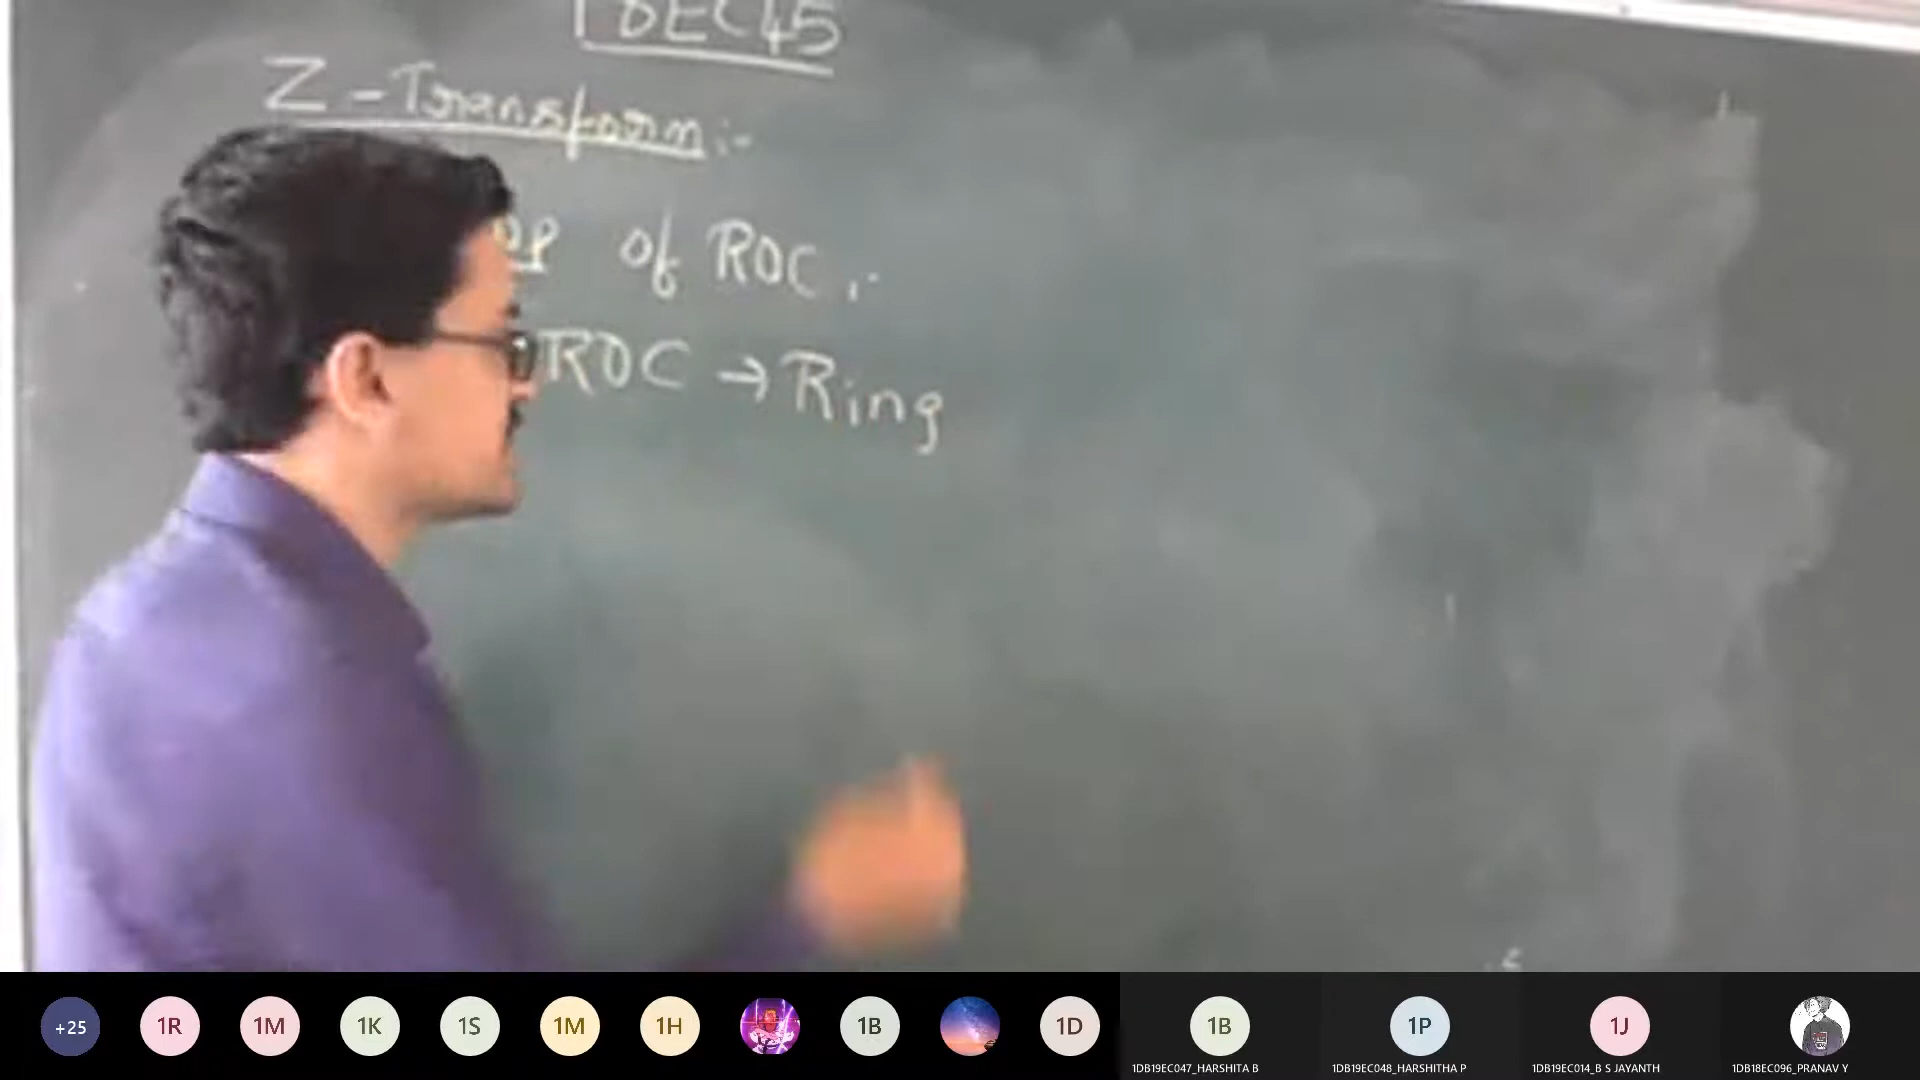 Z - Transform :-
of ROC :-
ROC → Ring
+25
1R
1M
1K
1S
1M
1H
1B
1D
1B
1P
1J
1DB19EC047_HARSHITA B
1DB19EC048_HARSHITHA P
1DB19EC014_B S JAYANTH
1DB18EC096_PRANAV Y